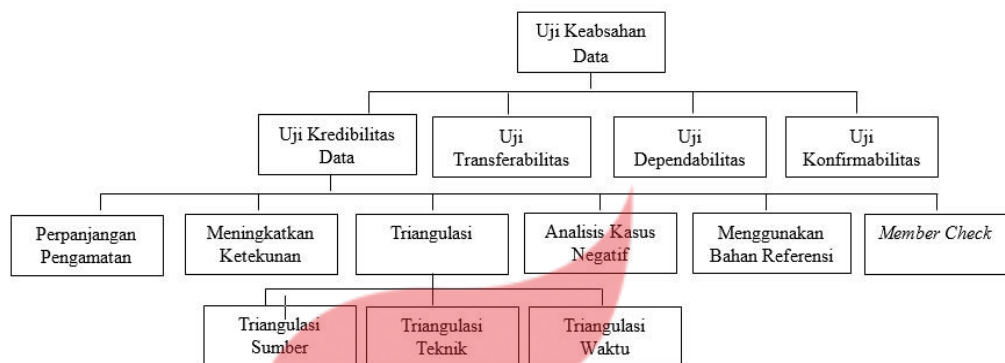 Uji Keabsahan
Data
Uji Kredibilitas
Data
Uji
Transferabilitas
Uji
Dependabilitas
Uji
Konfirmabilitas
Perpanjangan
Pengamatan
Meningkatkan
Ketekunan
Triangulasi
Analisis Kasus
Negatif
Menggunakan
Bahan Referensi
Member Check
Triangulasi
Sumber
Triangulasi
Teknik
Triangulasi
Waktu